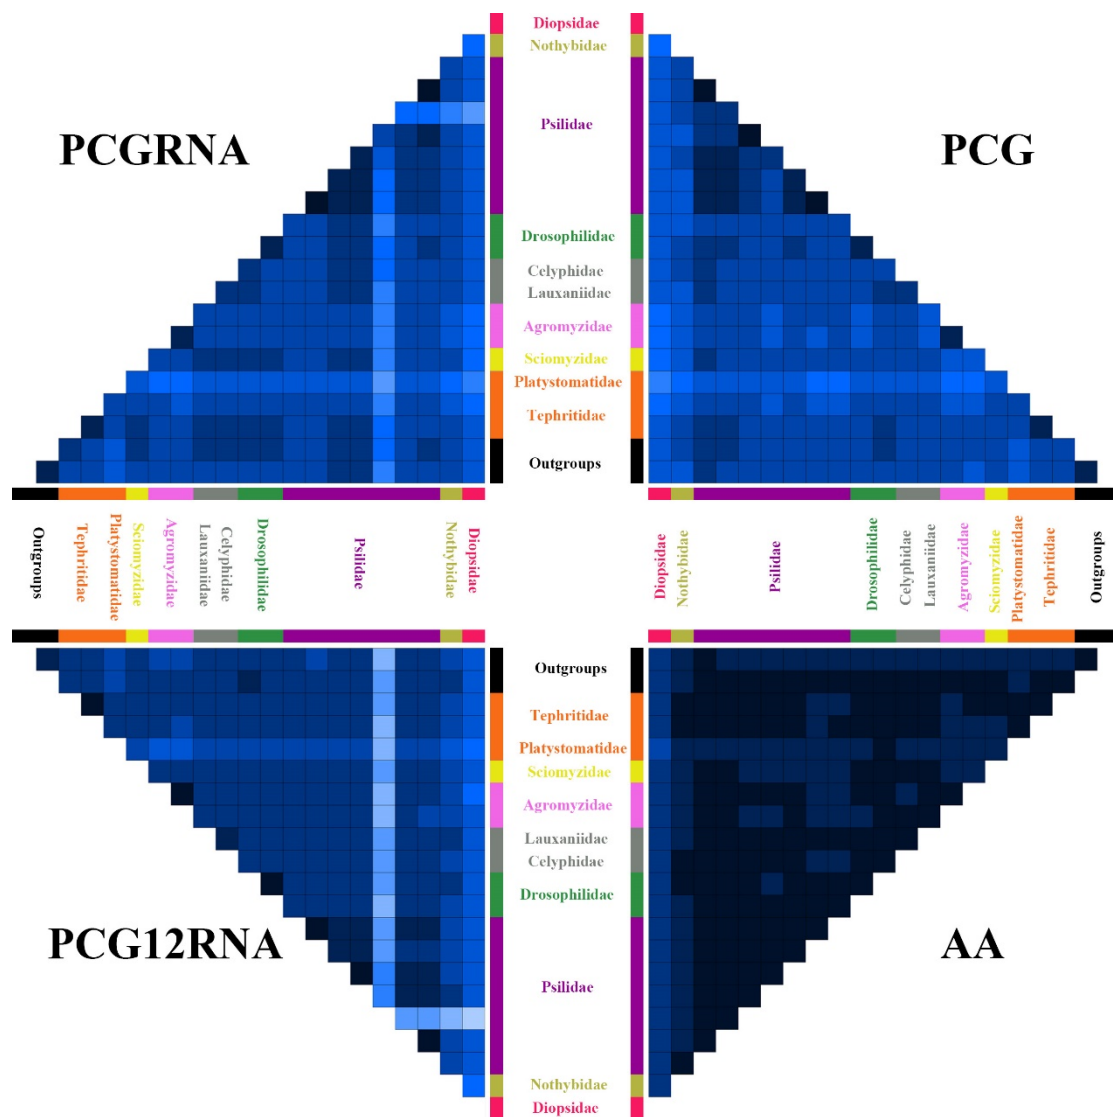 Diopsidae
Nothybidae
Psilidae
PCGRNA
PCG
Drosophilidae
Celyphidae
Lauxaniidae
Agromyzidae
Sciomyzidae
Platystomatidae
Tephritidae
Outgroups
Outgroups
Tephritidae
Platystomatidae
Sciomyzidae
Agromyzidae
Lauxaniidae
Celyphidae
Drosophilidae
Psilidae
Nothybidae
Diopsidae
Diopsidae
Nothybidae
Psilidae
Drosophilidae
Celyphidae
Lauxaniidae
Agromyzidae
Sciomyzidae
Platystomatidae
Tephritidae
Outgroups
Outgroups
Tephritidae
Platystomatidae
Sciomyzidae
Agromyzidae
Lauxaniidae
Celyphidae
Drosophilidae
PCG12RNA
AA
Psilidae
Nothybidae
Diopsidae